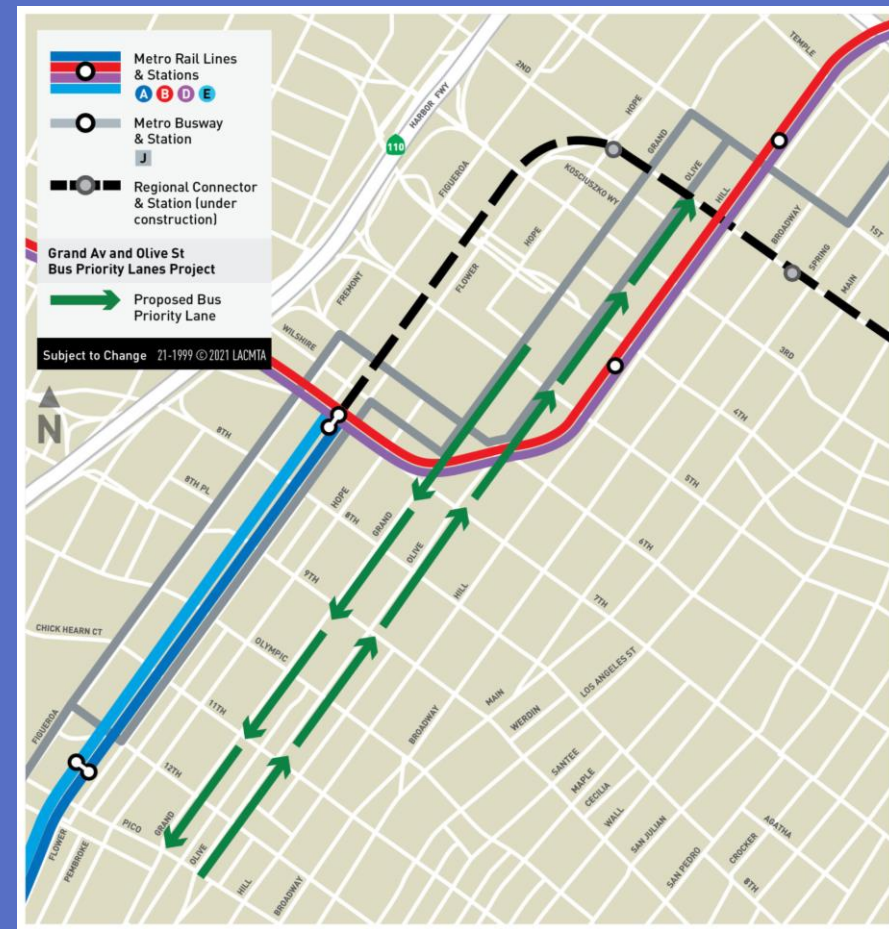 Metro Rail Lines
& Stations
A B D E
Metro Busway
& Station
J
Regional Connector
& Station (under
construction)
Grand Av and Olive St
Bus Priority Lanes Project
Proposed Bus
Priority Lane
Subject to Change 21-1999 © 2021 LACMTA
N
110
HARBOR FWY
TEMPLE
2ND
HOPE
GRAND
FIGUEROA
KOSCIUSZKO WY
OLIVE
HILL
BROADWAY
1ST
HOPE
SPRING
MAIN
FREMONT
FLOWER
WILSHIRE
3RD
4TH
8TH
5TH
8TH PL
HOPE
8TH
GRAND
OLIVE
6TH
9TH
HILL
7TH
CHICK HEARN CT
OLYMPIC
LOS ANGELES ST
MAIN
11TH
BROADWAY
WERDIN
FIGUEROA
12TH
SANTEE
MAPLE
CECILIA
WALL
PICO
GRAND
SAN JULIAN
AGATHA
FLOWER
PEMBROKE
OLIVE
CROCKER
SAN PEDRO
HILL
8TH
BROADWAY